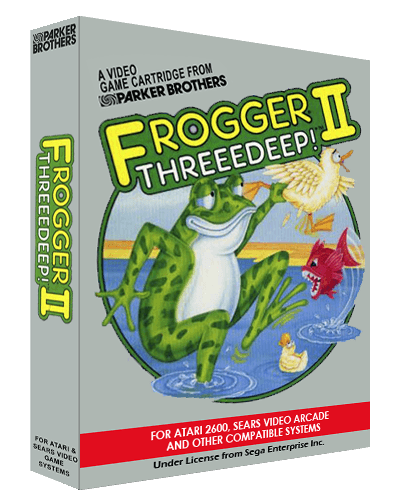 PARKER
BROTHERS
FROGGER II
THREEEDEEP!
FOR ATARI &
SEARS VIDEO
GAME
SYSTEMS
A VIDEO
GAME CARTRIDGE FROM
PARKER BROTHERS
FROGGER II
THREEEDEEP!
FOR ATARI 2600, SEARS VIDEO ARCADE
AND OTHER COMPATIBLE SYSTEMS
Under License from Sega Enterprise Inc.